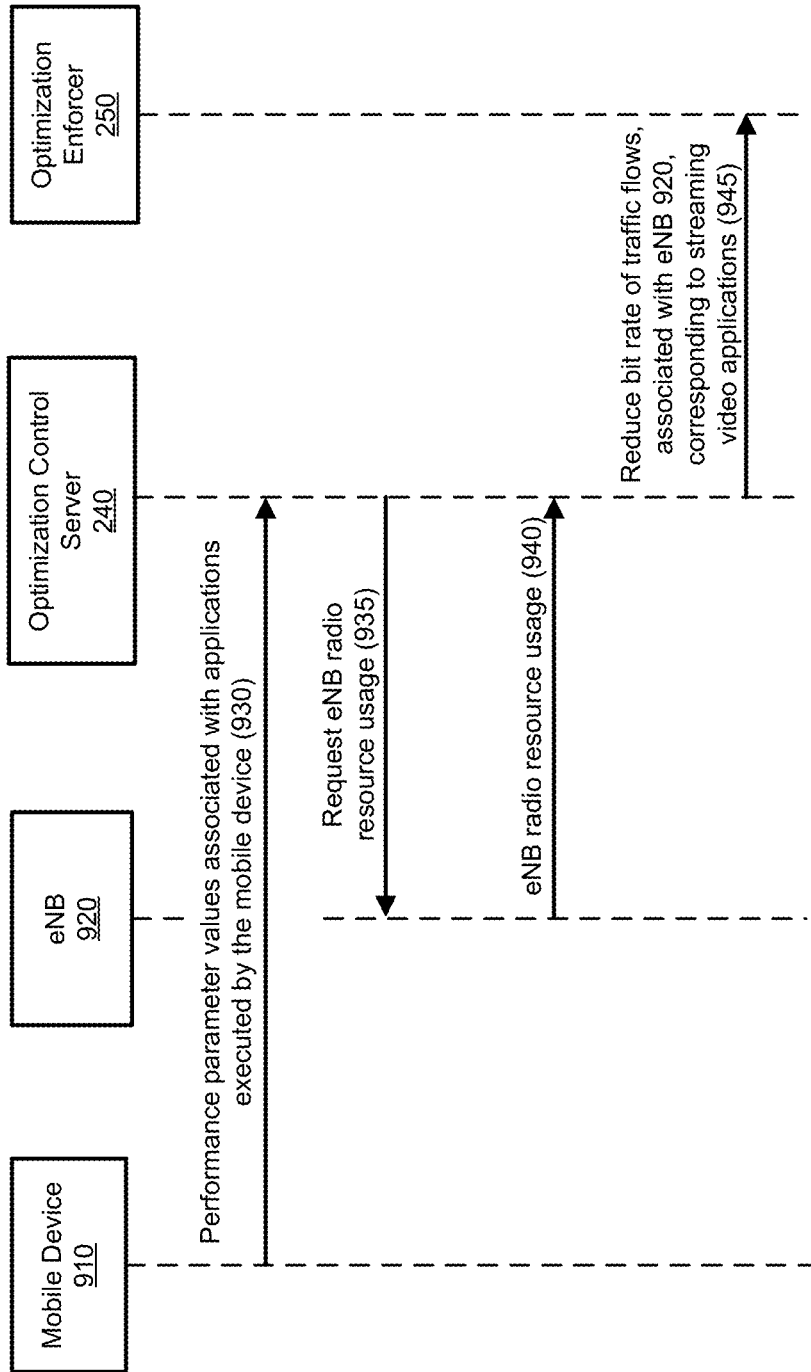 Mobile Device
910
eNB
920
Optimization Control
Server
240
Optimization
Enforcer
250
Performance parameter values associated with applications
executed by the mobile device (930)
Request eNB radio
resource usage (935)
eNB radio resource usage (940)
Reduce bit rate of traffic flows,
associated with eNB 920,
corresponding to streaming
video applications (945)